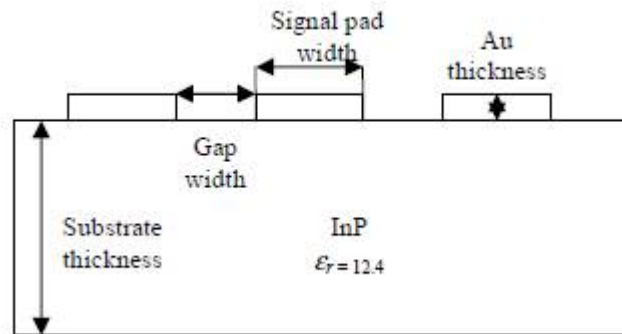 Signal pad
width
Au
thickness
Gap
width
Substrate
thickness
InP
εr = 12.4